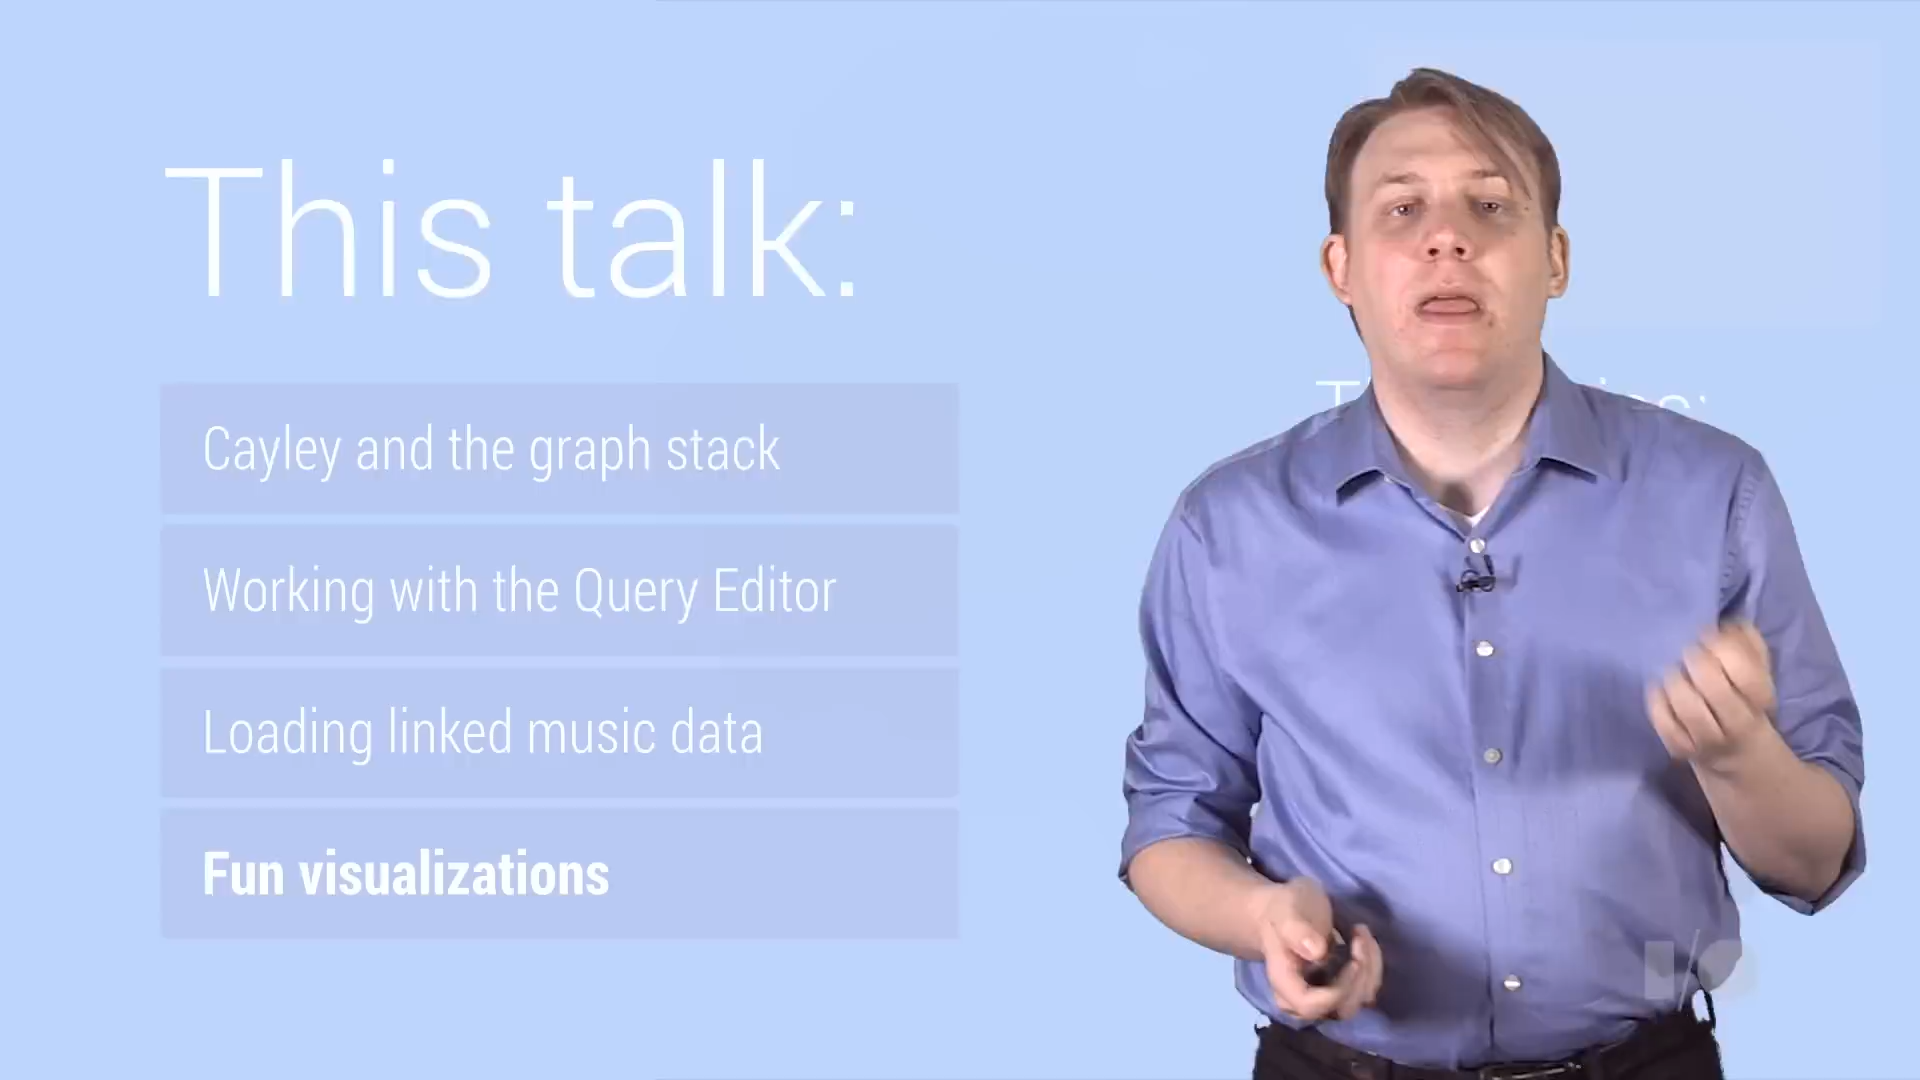 This talk:
Cayley and the graph stack
Working with the Query Editor
Loading linked music data
Fun visualizations
I/O